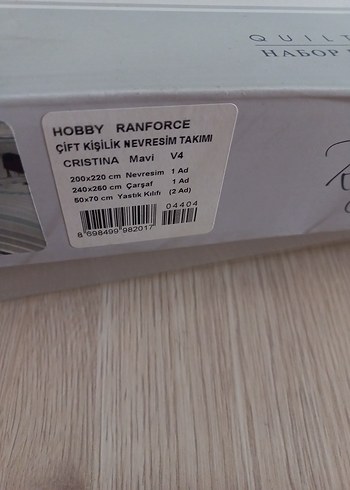 QUILT
НАБОР
HOBBY RANFORCE
ÇİFT KİŞİLİK NEVRESİM TAKIMI
CRISTINA Mavi V4
200x220 cm Nevresim 1 Ad
240x260 cm Çarşaf 1 Ad
50x70 cm Yastık Kılıfı (2 Ad)
04404
8 698499 982017